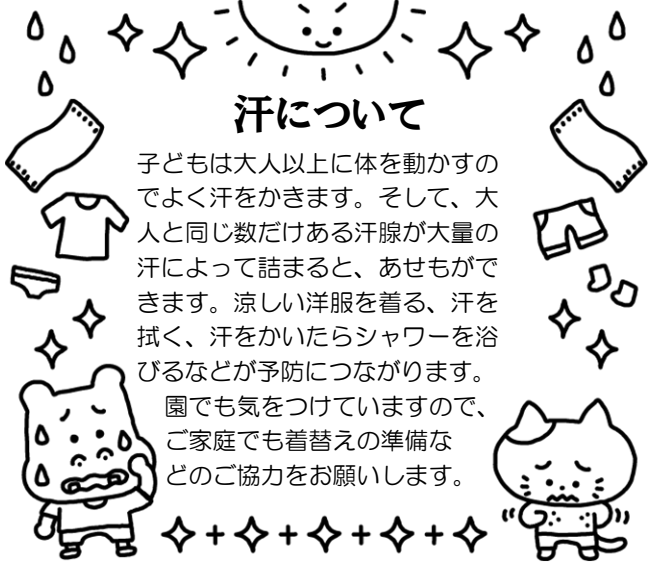 汗について
子どもは大人以上に体を動かすの
でよく汗をかきます。そして、大
人と同じ数だけある汗腺が大量の
汗によって詰まると、あせもがで
きます。涼しい洋服を着る、汗を
拭く、汗をかいたらシャワーを浴
びるなどが予防につながります。
園でも気をつけていますので、
ご家庭でも着替えの準備な
どのご協力をお願いします。